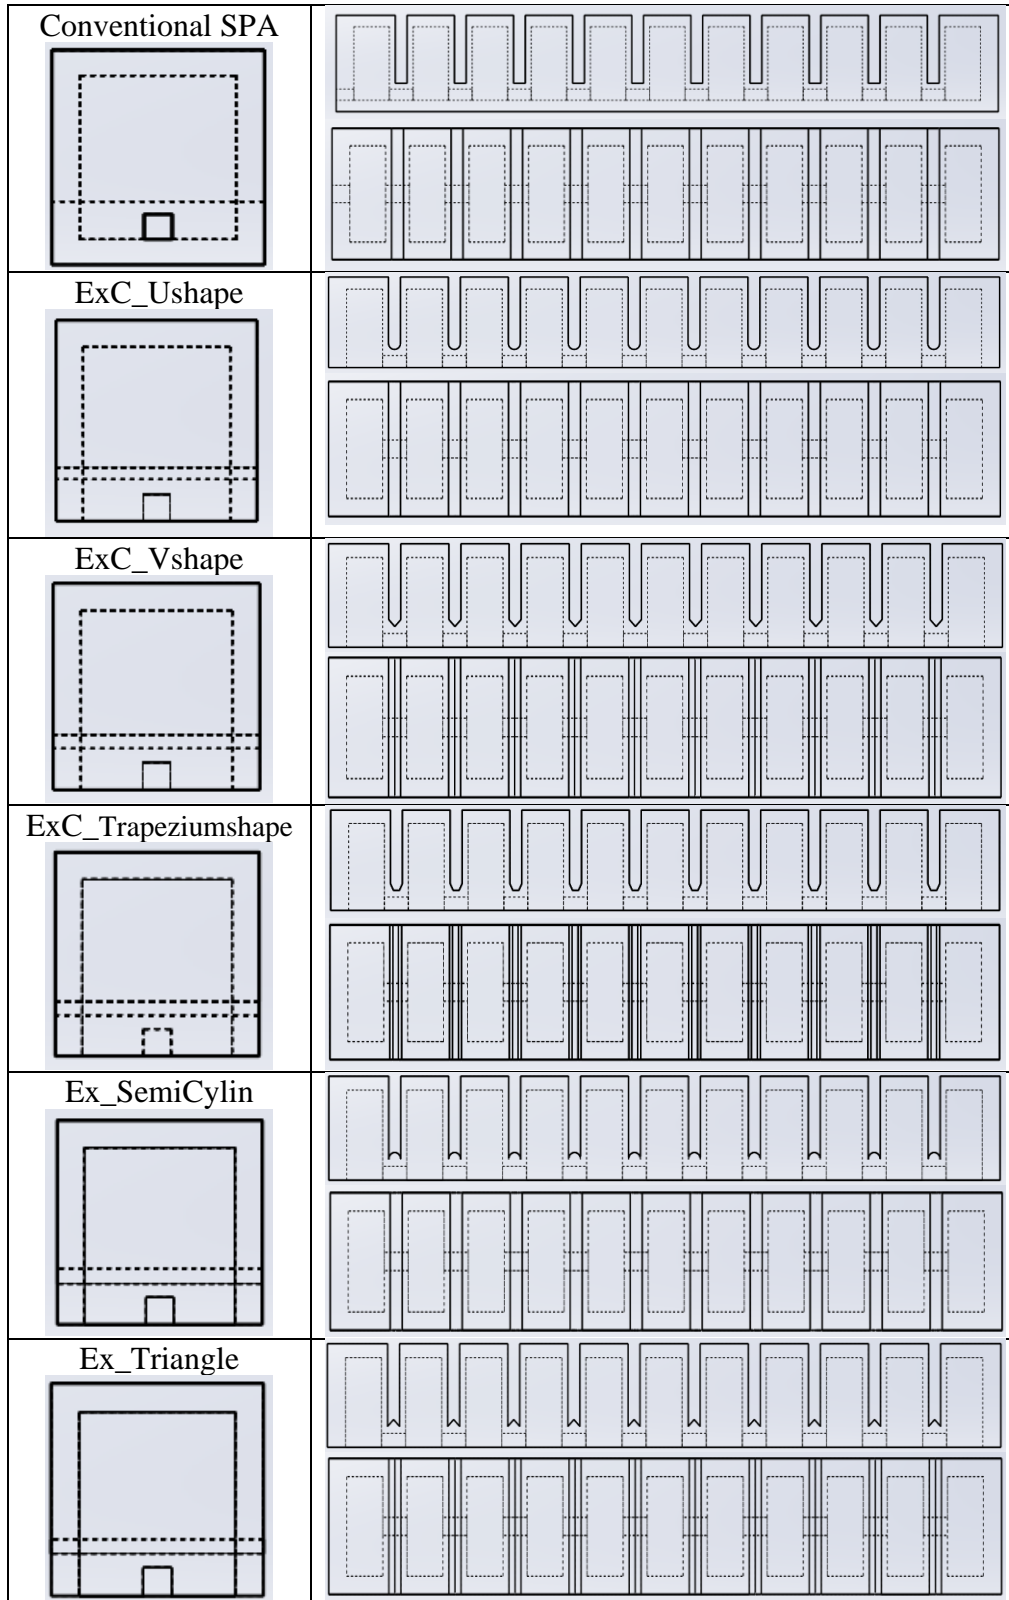 Conventional SPA
ExC_Ushape
ExC_Vshape
ExC_Trapeziumshape
Ex_SemiCylin
Ex_Triangle